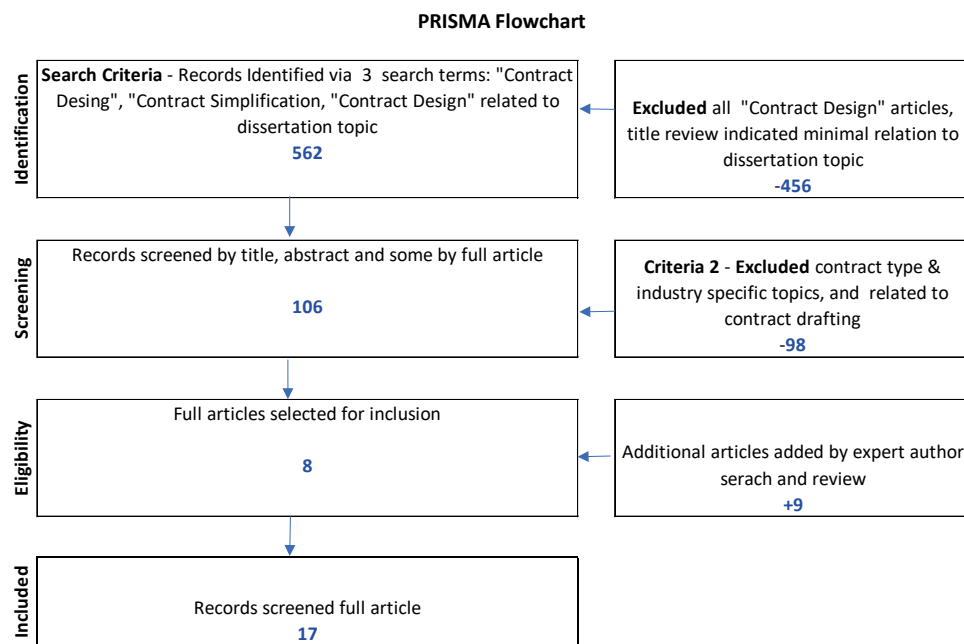 PRISMA Flowchart
Identification
Search Criteria - Records Identified via 3 search terms: "Contract
Desing", "Contract Simplification, "Contract Design" related to
dissertation topic
562
Excluded all "Contract Design" articles,
title review indicated minimal relation to
dissertation topic
-456
Screening
Records screened by title, abstract and some by full article
106
Criteria 2 - Excluded contract type &
industry specific topics, and related to
contract drafting
-98
Eligibility
Full articles selected for inclusion
8
Additional articles added by expert author
serach and review
+9
Included
Records screened full article
17